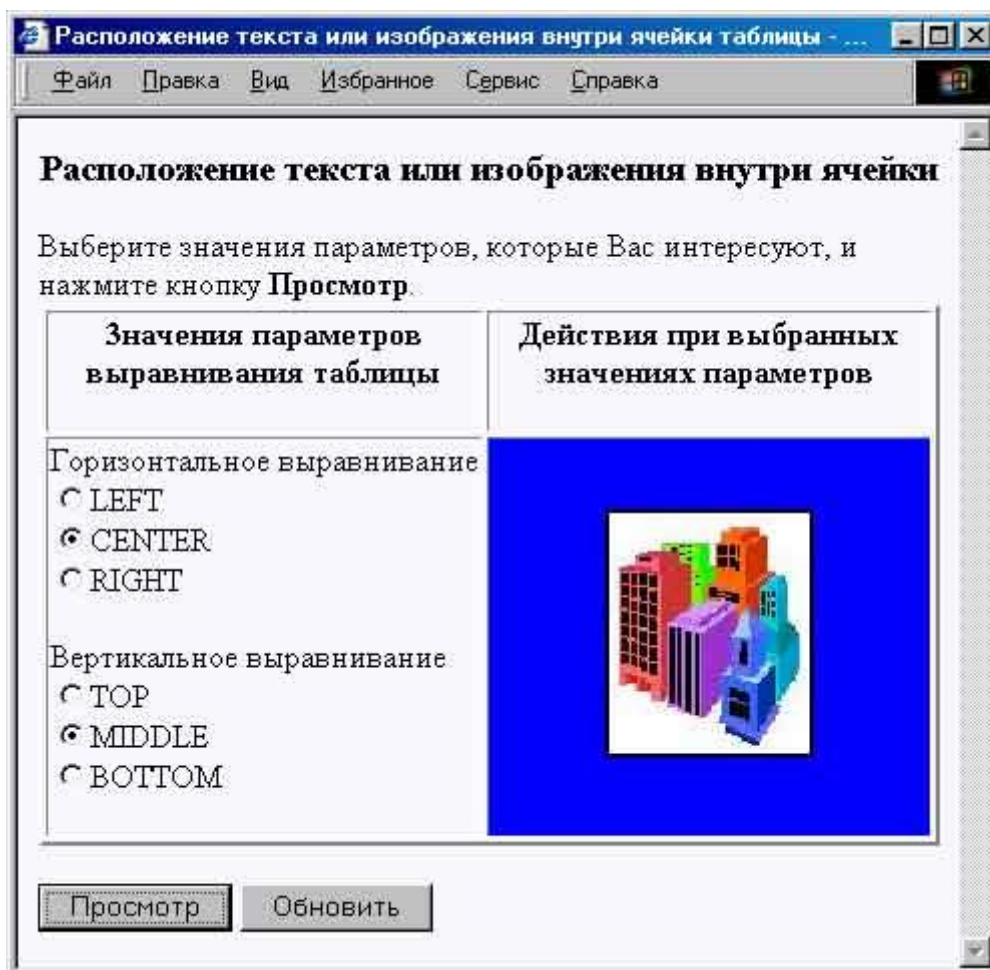 Расположение текста или изображения внутри ячейки таблицы - ...
Файл Правка Вид Избранное Сервис Справка
Расположение текста или изображения внутри ячейки
Выберите значения параметров, которые Вас интересуют, и
нажмите кнопку Просмотр.
Значения параметров
выравнивания таблицы
Действия при выбранных
значениях параметров
Горизонтальное выравнивание
LEFT
CENTER
RIGHT
Вертикальное выравнивание
TOP
MIDDLE
BOTTOM
Просмотр Обновить